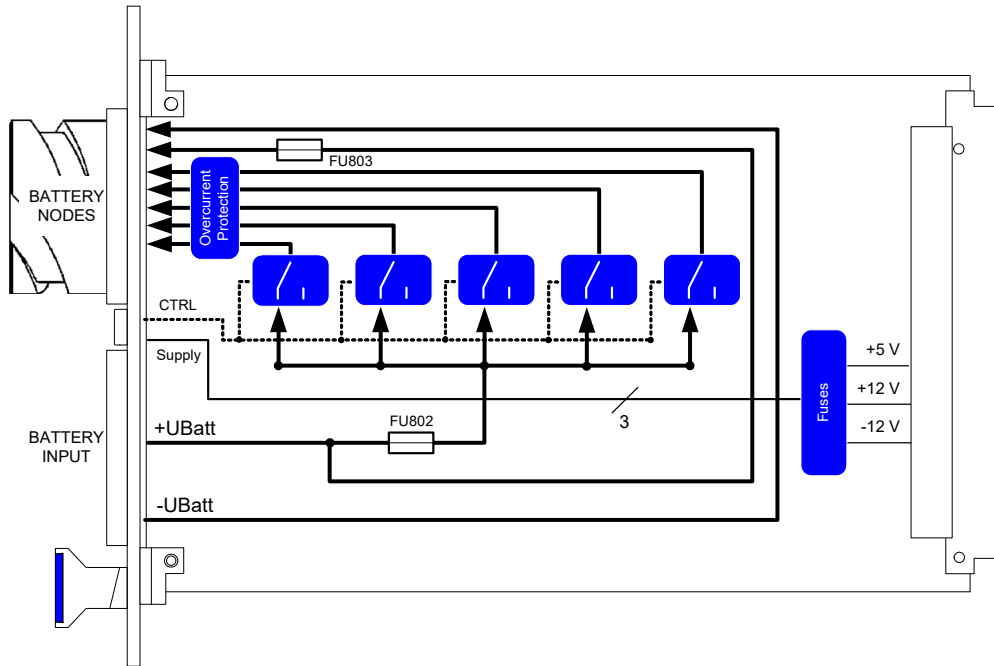 FU803
BATTERY
NODES
Overcurrent
Protection
CTRL
Supply
+5 V
+12 V
-12 V
Fuses
3
FU802
+UBatt
BATTERY
INPUT
-UBatt